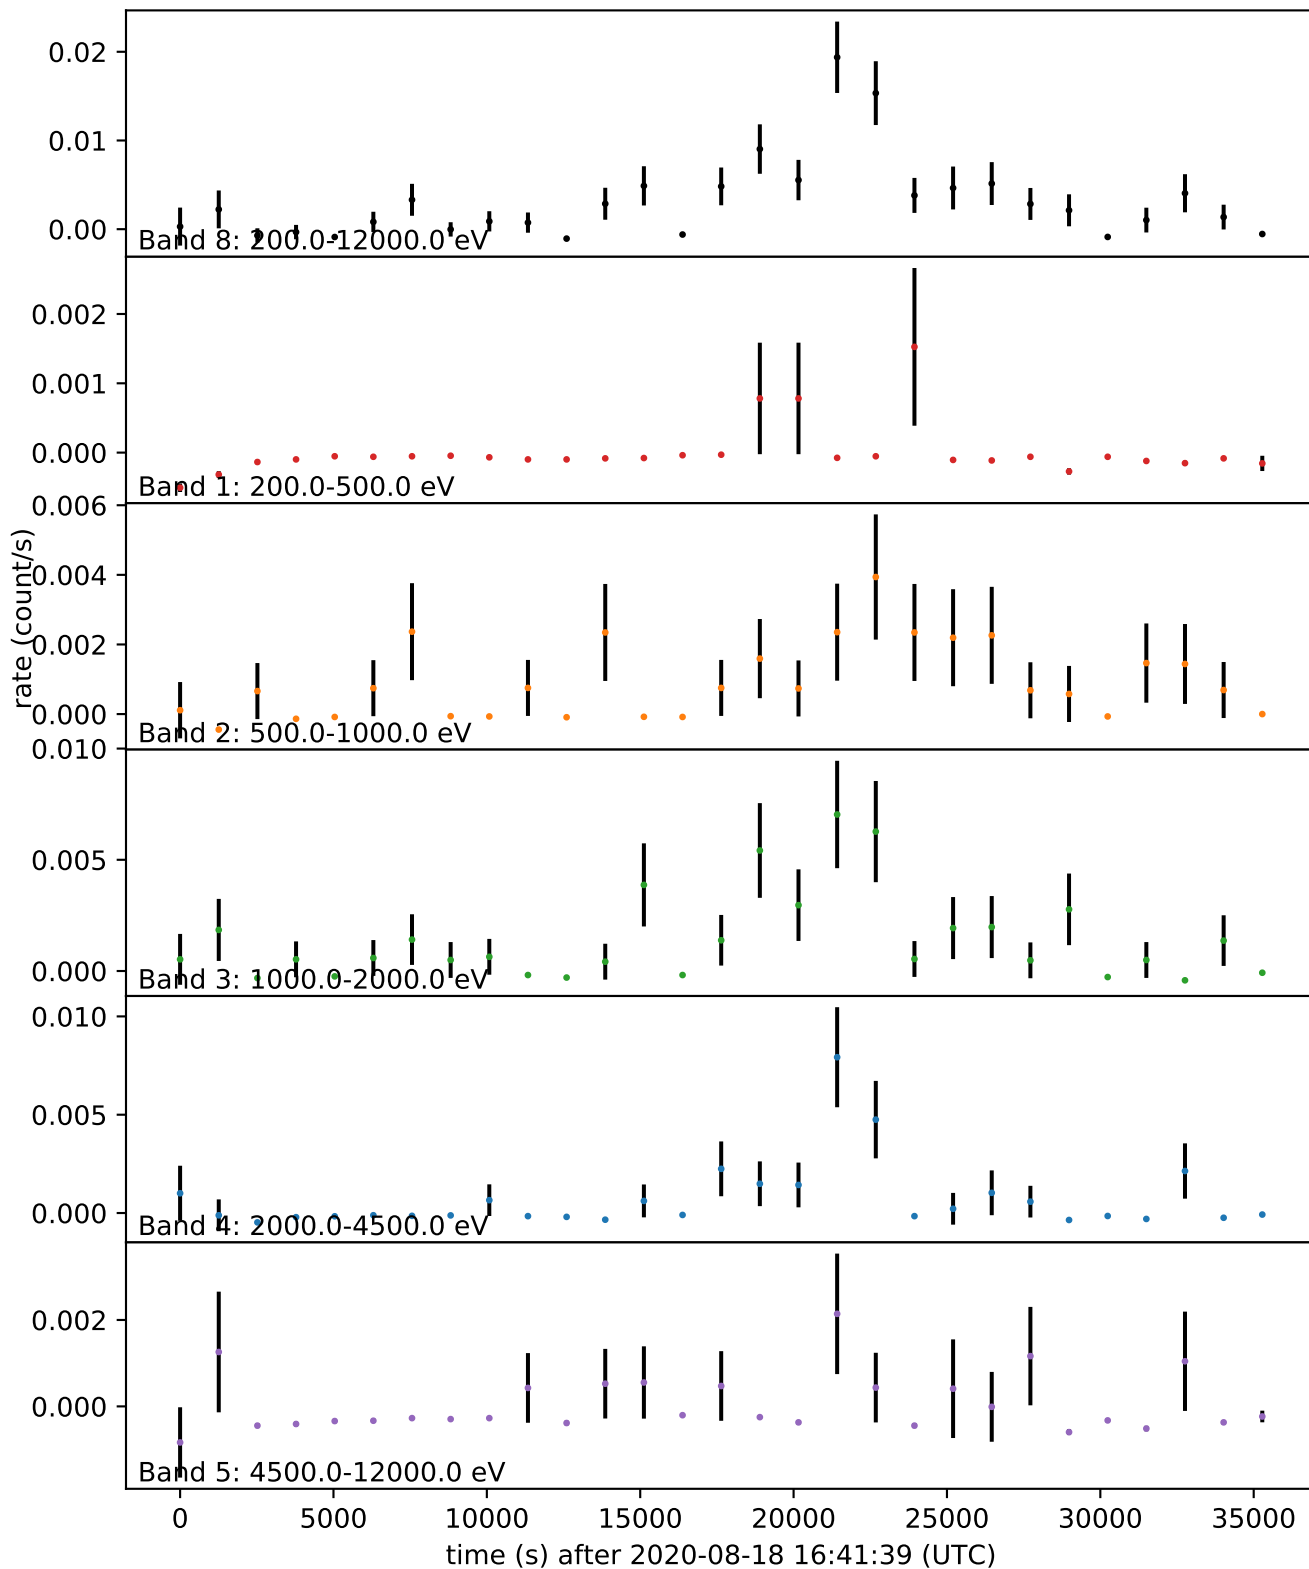 0.02
0.01
0.00
Band 8: 200.0-12000.0 eV
0.002
0.001
0.000
Band 1: 200.0-500.0 eV
0.006
0.004
0.002
0.000
Band 2: 500.0-1000.0 eV
rate (count/s)
0.010
0.005
0.000
Band 3: 1000.0-2000.0 eV
0.010
0.005
0.000
Band 4: 2000.0-4500.0 eV
0.002
0.000
Band 5: 4500.0-12000.0 eV
0 5000 10000 15000 20000 25000 30000 35000
time (s) after 2020-08-18 16:41:39 (UTC)